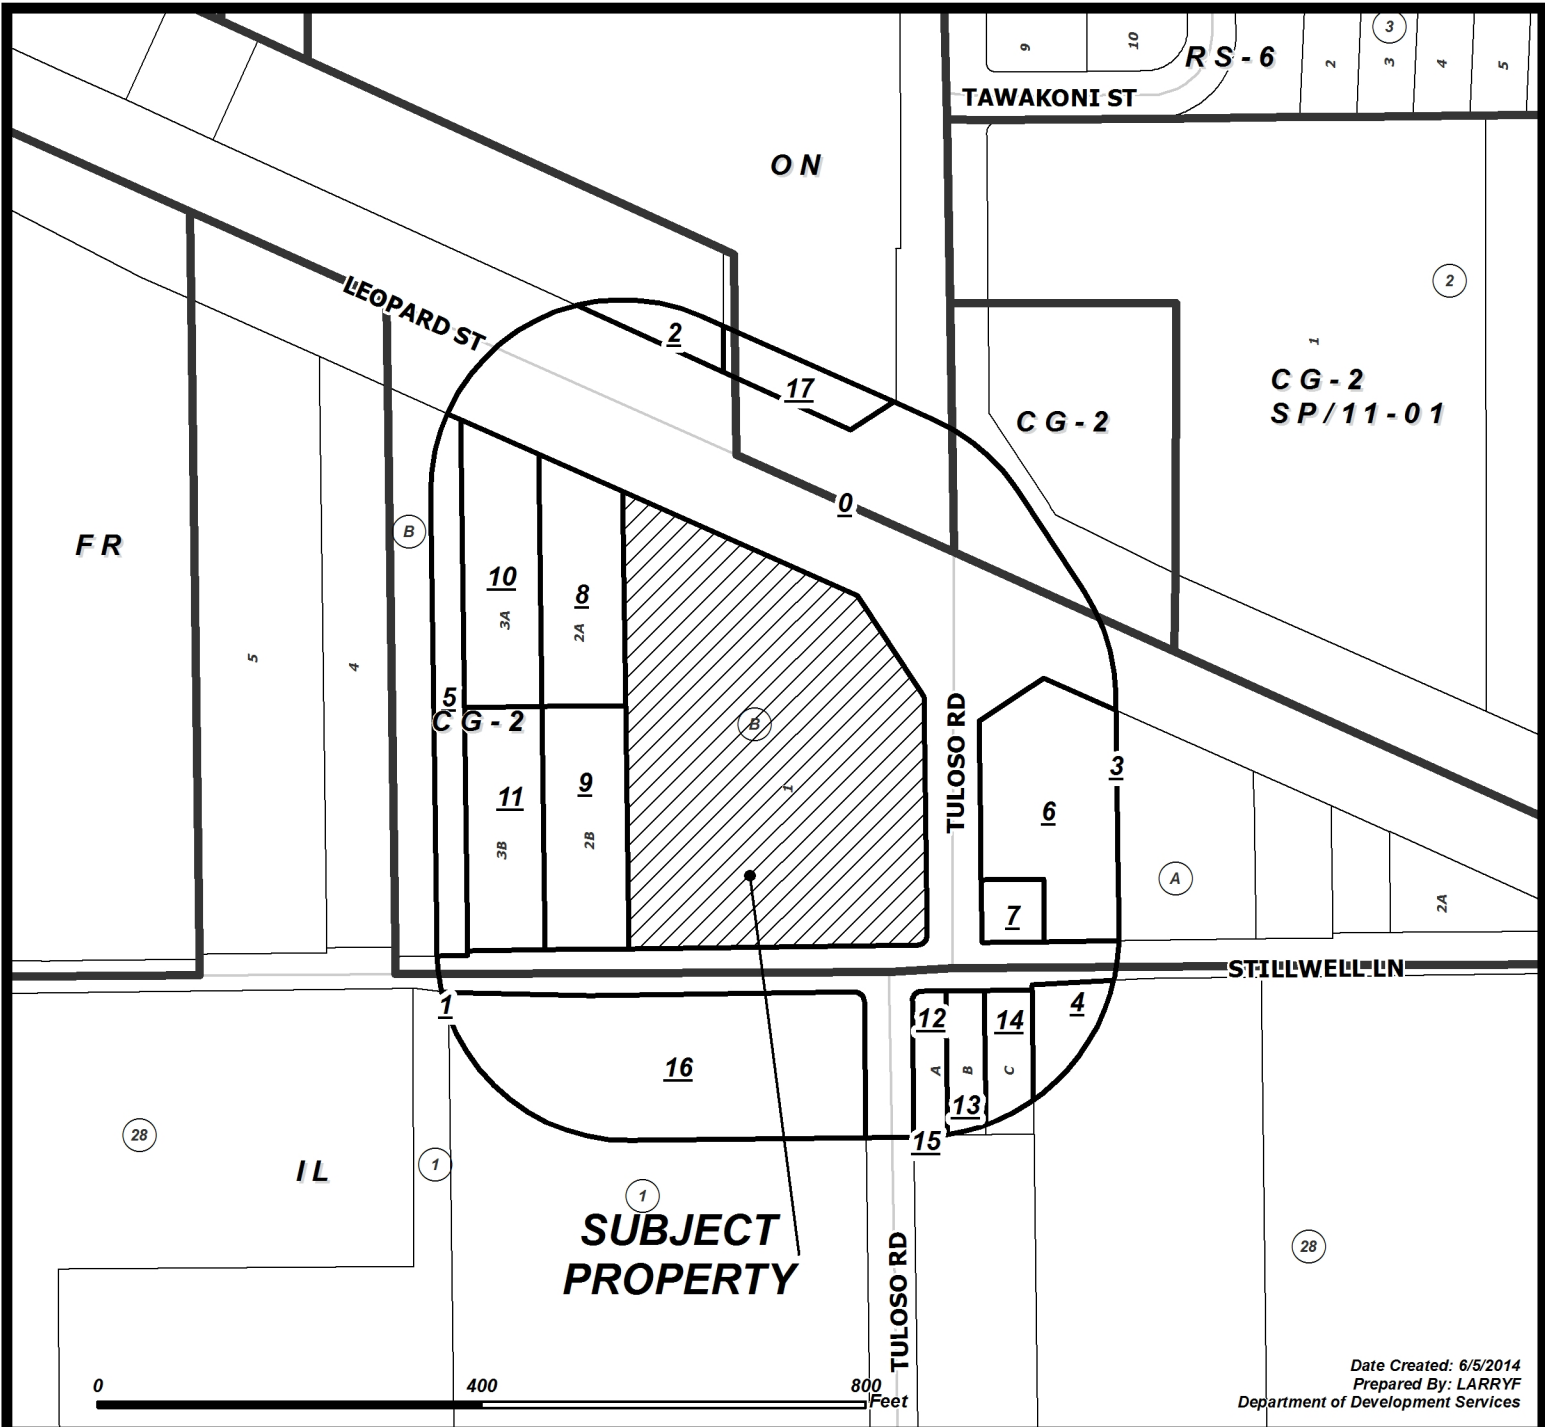 3
9
10
RS-6
2
3
4
5
TAWAKONI ST
ON
2
LEOPARD ST
2
1
17
CG-2
SP/11-01
CG-2
0
B
FR
10
8
3A
2A
5
4
5
CG-2
B
TULOSO RD
3
11
9
1
6
3B
2B
A
7
2A
STILLWELL LN
1
12
14
4
16
A
B
C
13
28
15
1
IL
1
SUBJECT
PROPERTY
28
TULOSO RD
0
400
800
Feet
Date Created: 6/5/2014
Prepared By: LARRYF
Department of Development Services